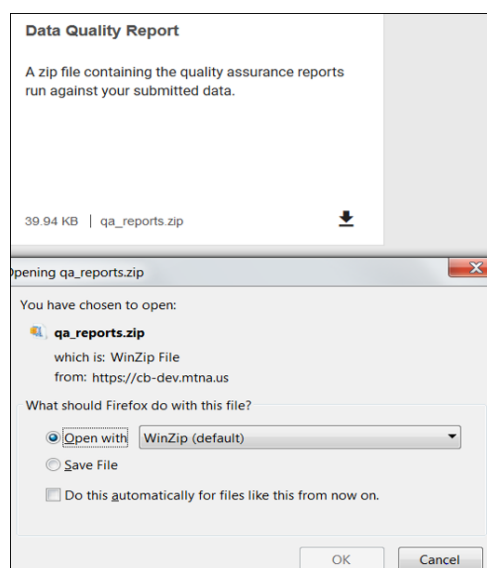 Data Quality Report
A zip file containing the quality assurance reports
run against your submitted data.
39.94 KB | qa_reports.zip
Opening qa_reports.zip
You have chosen to open:
qa_reports.zip
which is: WinZip File
from: https://cb-dev.mtna.us
What should Firefox do with this file?
Open with WinZip (default)
Save File
Do this automatically for files like this from now on.
OK Cancel